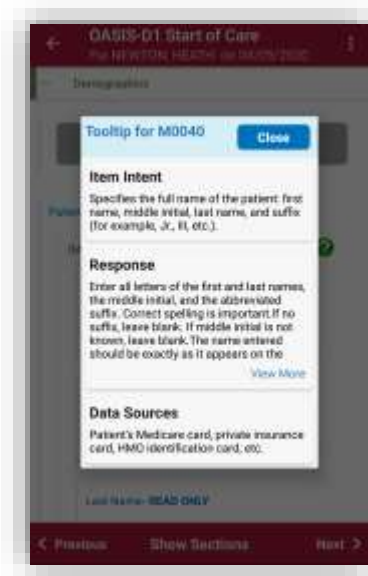 OASIS-D1 Start of Care
For NEWTON, HEATH on
Demographics
Tooltip for M0040
Close
Item Intent
Specifies the full name of the patient: first
name, middle initial, last name, and suffix
(for example, Jr., III, etc.).
Response
Enter all letters of the first and last names,
the middle initial, and the abbreviated
suffix. Correct spelling is important.If no
suffix, leave blank. If middle initial is not
known, leave blank. The name entered
should be exactly as it appears on the
View More
Data Sources
Patient's Medicare card, private insurance
card, HMO identification card, etc.
Last Name- READ ONLY
Previous
Show Sections
Next